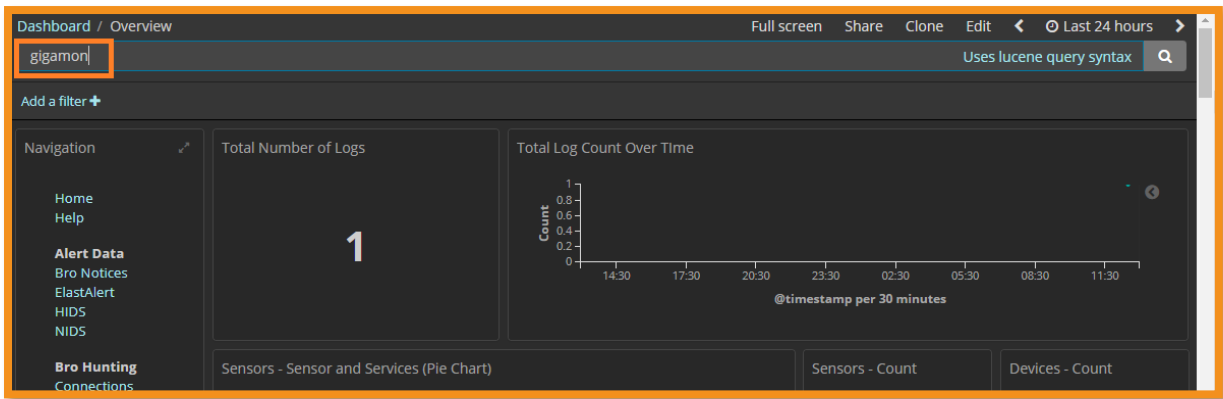 Dashboard / Overview
Full screen Share Clone Edit Last 24 hours
gigamon
Uses lucene query syntax
Add a filter
Navigation
Home
Help
Alert Data
Bro Notices
ElastAlert
HIDS
NIDS
Bro Hunting
Connections
Total Number of Logs
1
Total Log Count Over TIme
Count
1
0.8
0.6
0.4
0.2
0
14:30 17:30 20:30 23:30 02:30 05:30 08:30 11:30
@timestamp per 30 minutes
Sensors - Sensor and Services (Pie Chart)
Sensors - Count
Devices - Count